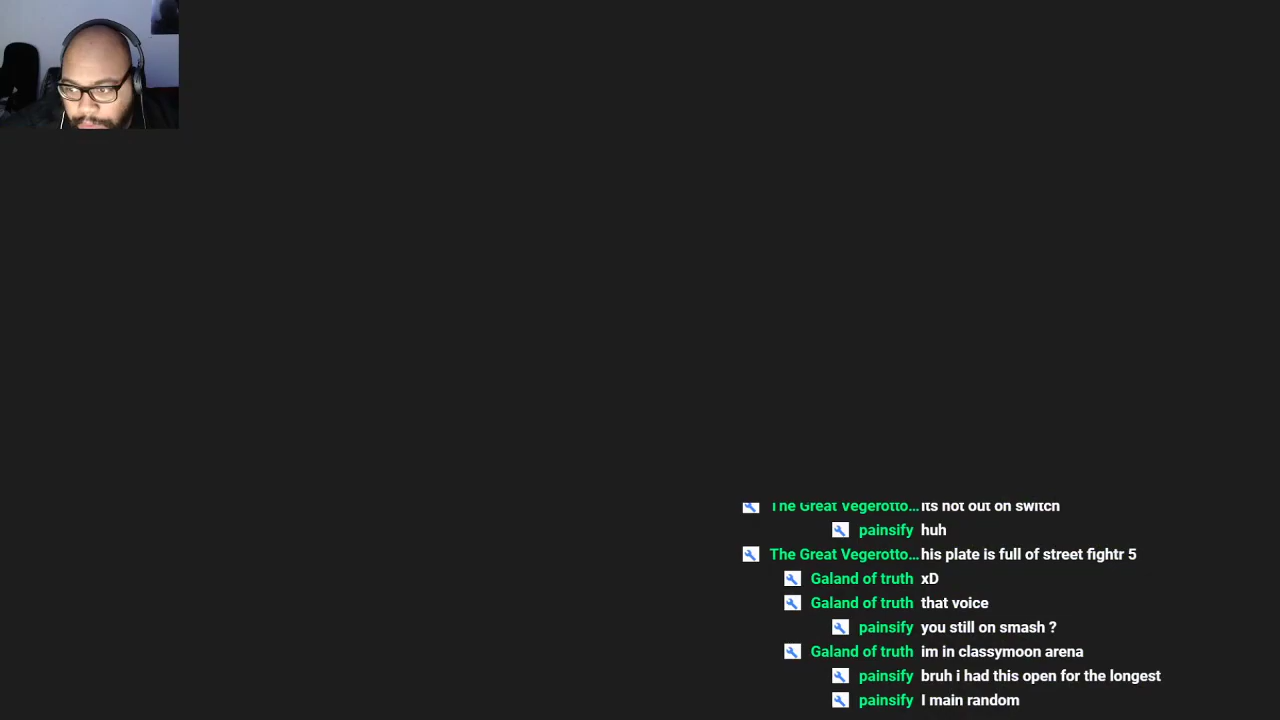 The Great Vegerotto… its not out on switch
painsify huh
The Great Vegerotto… his plate is full of street fightr 5
Galand of truth xD
Galand of truth that voice
painsify you still on smash ?
Galand of truth im in classymoon arena
painsify bruh i had this open for the longest
painsify I main random